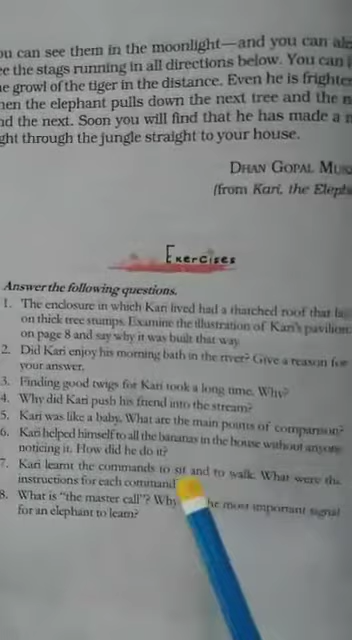 ou can see them in the moonlight—and you can al
ee the stags running in all directions below. You can
e growl of the tiger in the distance. Even he is frighte
hen the elephant pulls down the next tree and the n
nd the next. Soon you will find that he has made a r
ght through the jungle straight to your house.
DHAN GOPAL MUK
(from Kari, the Eleph
Exercises
Answer the following questions.
1. The enclosure in which Kari lived had a thatched roof that lay
on thick tree stumps. Examine the illustration of Kari's pavilion
on page 8 and say why it was built that way.
2. Did Kari enjoy his morning bath in the river? Give a reason for
your answer.
3. Finding good twigs for Kari took a long time. Why?
4. Why did Kari push his friend into the stream?
5. Kari was like a baby. What are the main points of comparison?
6. Kari helped himself to all the bananas in the house without anyone
noticing it. How did he do it?
7. Kari learnt the commands to sit and to walk. What were the
instructions for each command
8. What is "the master call"? Why he most important signal
for an elephant to learn?